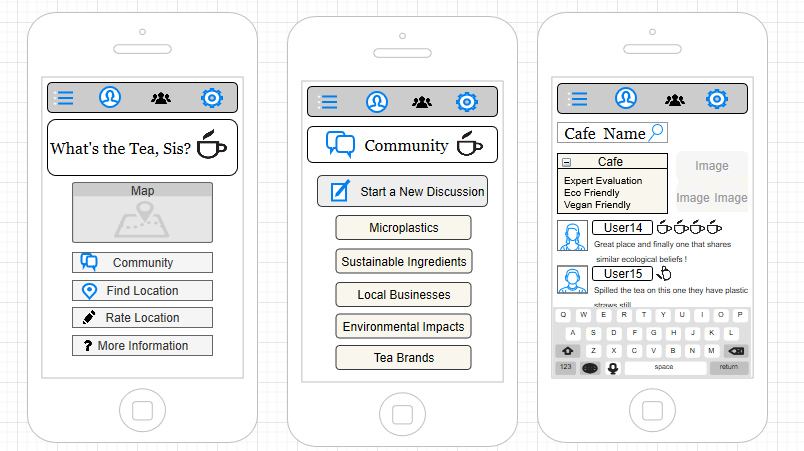 What's the Tea, Sis?
Map
Community
Find Location
Rate Location
? More Information
Community
Start a New Discussion
Microplastics
Sustainable Ingredients
Local Businesses
Environmental Impacts
Tea Brands
Cafe Name
Cafe
Expert Evaluation
Eco Friendly
Vegan Friendly
Image
Image Image
User14
Great place and finally one that shares
similar ecological beliefs !
User15
Spilled the tea on this one they have plastic
straws still
Q W E R T Y U I O P
A S D F G H J K L
Z X C V B N M
123 space return